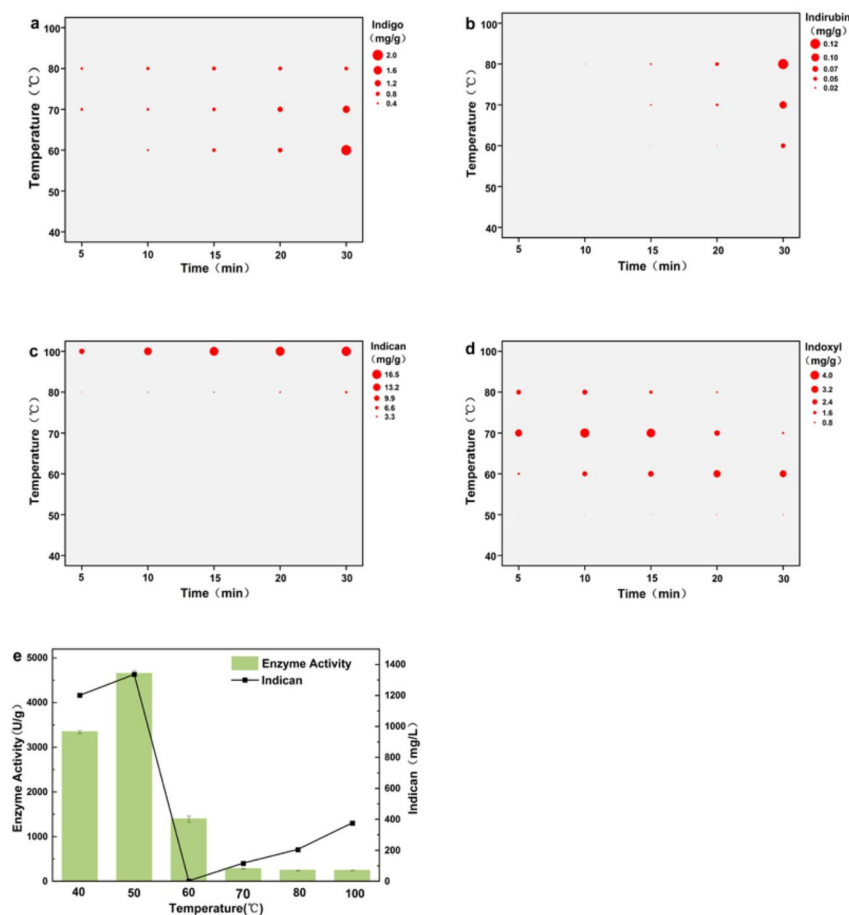 a
Indigo
(mg/g)
2.0
1.6
1.2
0.8
0.4
100
90
80
70
60
50
40
Temperature(℃)
5 10 15 20 30
Time(min)
b
Indirubin
(mg/g)
0.12
0.10
0.07
0.05
0.02
100
90
80
70
60
50
40
Temperature(℃)
5 10 15 20 30
Time(min)
c
Indican
(mg/g)
16.5
13.2
9.9
6.6
3.3
100
80
70
60
50
40
Temperature(℃)
5 10 15 20 30
Time(min)
d
Indoxyl
(mg/g)
4.0
3.2
2.4
1.6
0.8
100
80
70
60
50
40
Temperature(℃)
5 10 15 20 30
Time(min)
e
Enzyme Activity
Indican
5000
4000
3000
2000
1000
0
Enzyme Activity(U/g)
1400
1200
1000
800
600
400
200
0
Indican(mg/L)
40 50 60 70 80 100
Temperature(℃)